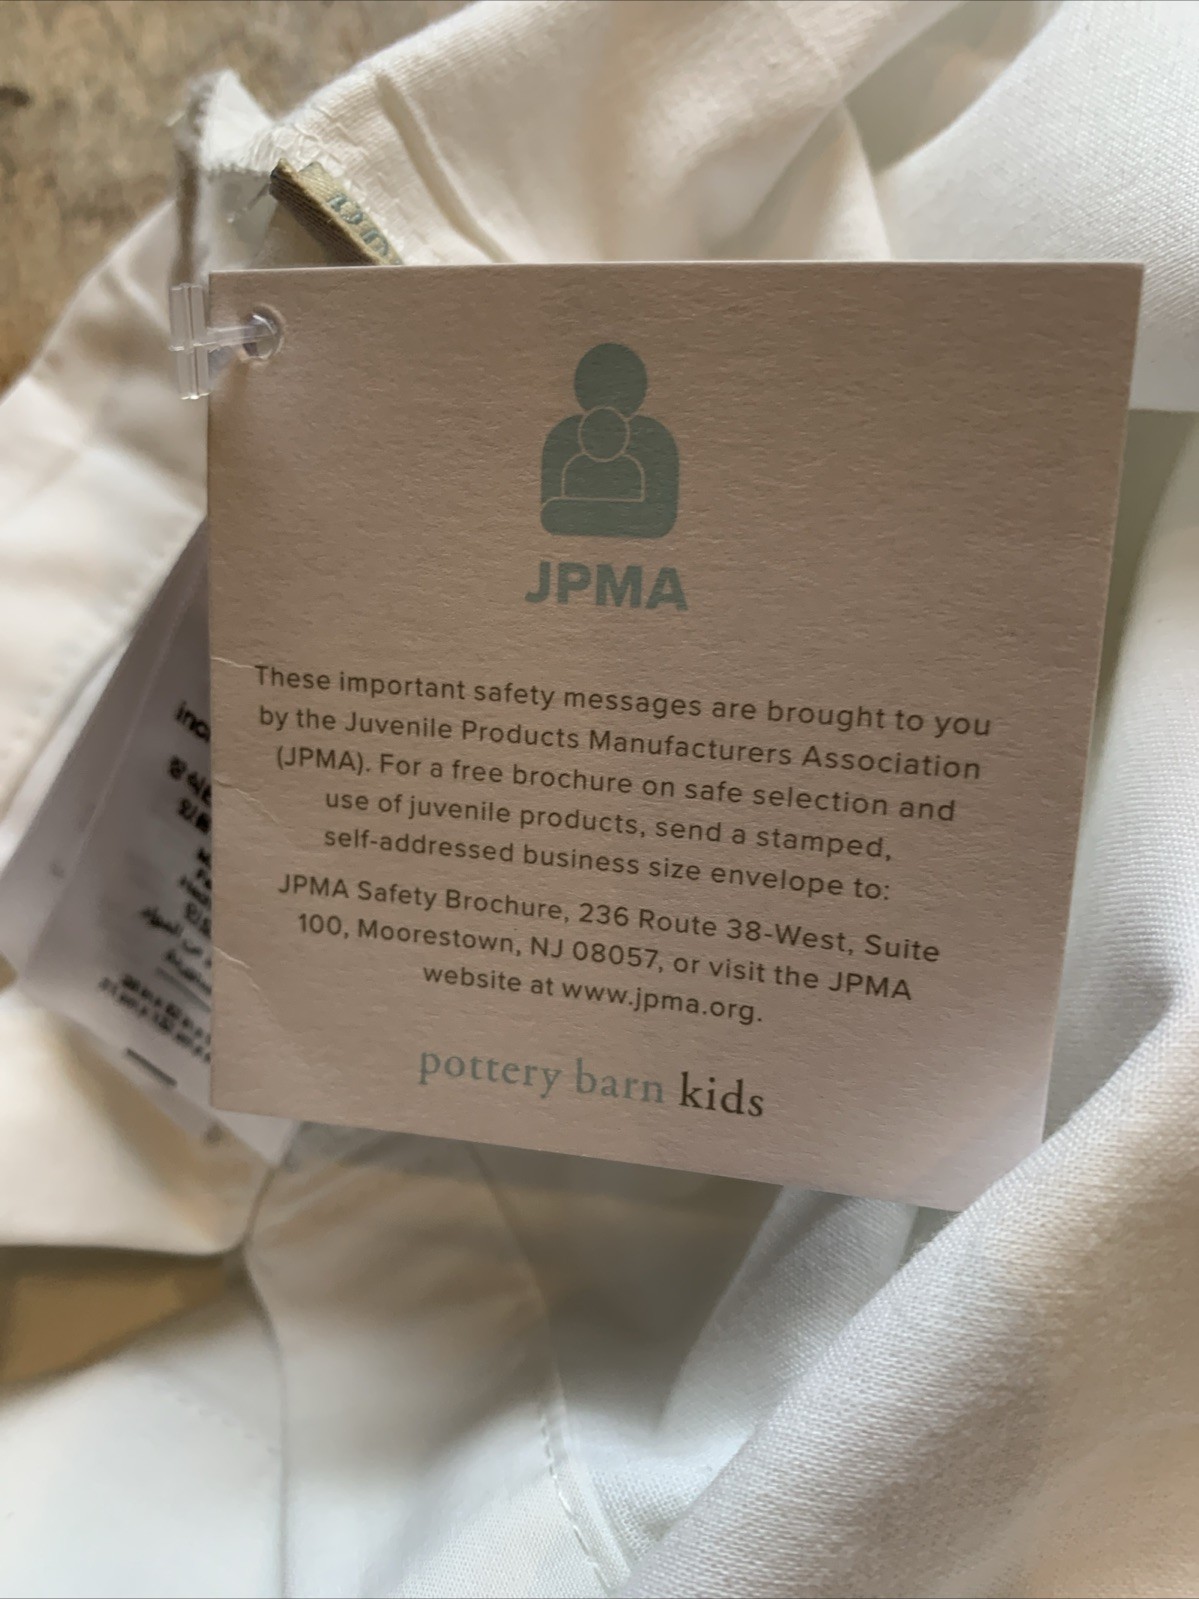 JPMA
These important safety messages are brought to you
by the Juvenile Products Manufacturers Association
(JPMA). For a free brochure on safe selection and
use of juvenile products, send a stamped,
self-addressed business size envelope to:
JPMA Safety Brochure, 236 Route 38-West, Suite
100, Moorestown, NJ 08057, or visit the JPMA
website at www.jpma.org.
pottery barn kids